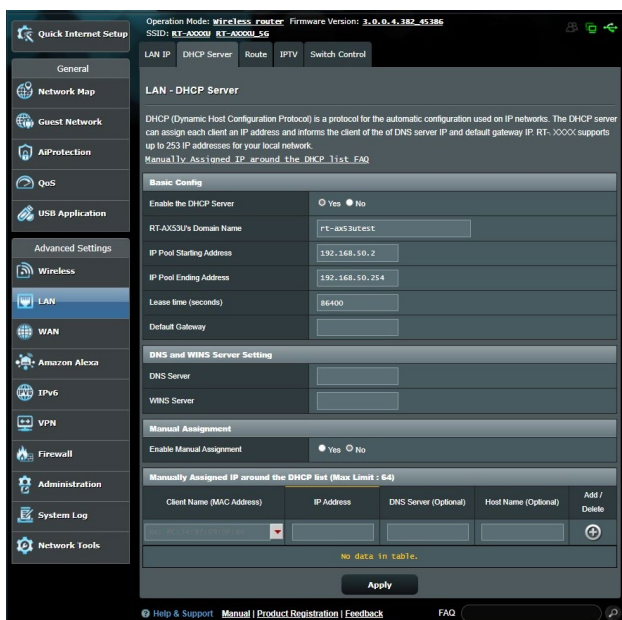 Operation Mode: Wireless router Firmware Version: 3.0.0.4.382_45386
SSID: RT-AXXXU RT-AXXXU_5G
Quick Internet Setup
General
Network Map
Guest Network
AiProtection
QoS
USB Application
Advanced Settings
Wireless
LAN
WAN
Amazon Alexa
IPv6
VPN
Firewall
Administration
System Log
Network Tools
LAN IP DHCP Server Route IPTV Switch Control
LAN - DHCP Server
DHCP (Dynamic Host Configuration Protocol) is a protocol for the automatic configuration used on IP networks. The DHCP server
can assign each client an IP address and informs the client of the of DNS server IP and default gateway IP. RT-XXXX supports
up to 253 IP addresses for your local network.
Manually Assigned IP around the DHCP list FAQ
Basic Config
Enable the DHCP Server Yes No
RT-AX53U's Domain Name rt-ax53utest
IP Pool Starting Address 192.168.50.2
IP Pool Ending Address 192.168.50.254
Lease time (seconds) 86400
Default Gateway
DNS and WINS Server Setting
DNS Server
WINS Server
Manual Assignment
Enable Manual Assignment Yes No
Manually Assigned IP around the DHCP list (Max Limit : 64)
Client Name (MAC Address) IP Address DNS Server (Optional) Host Name (Optional) Add / Delete
No data in table.
Apply
Help & Support Manual | Product Registration | Feedback FAQ